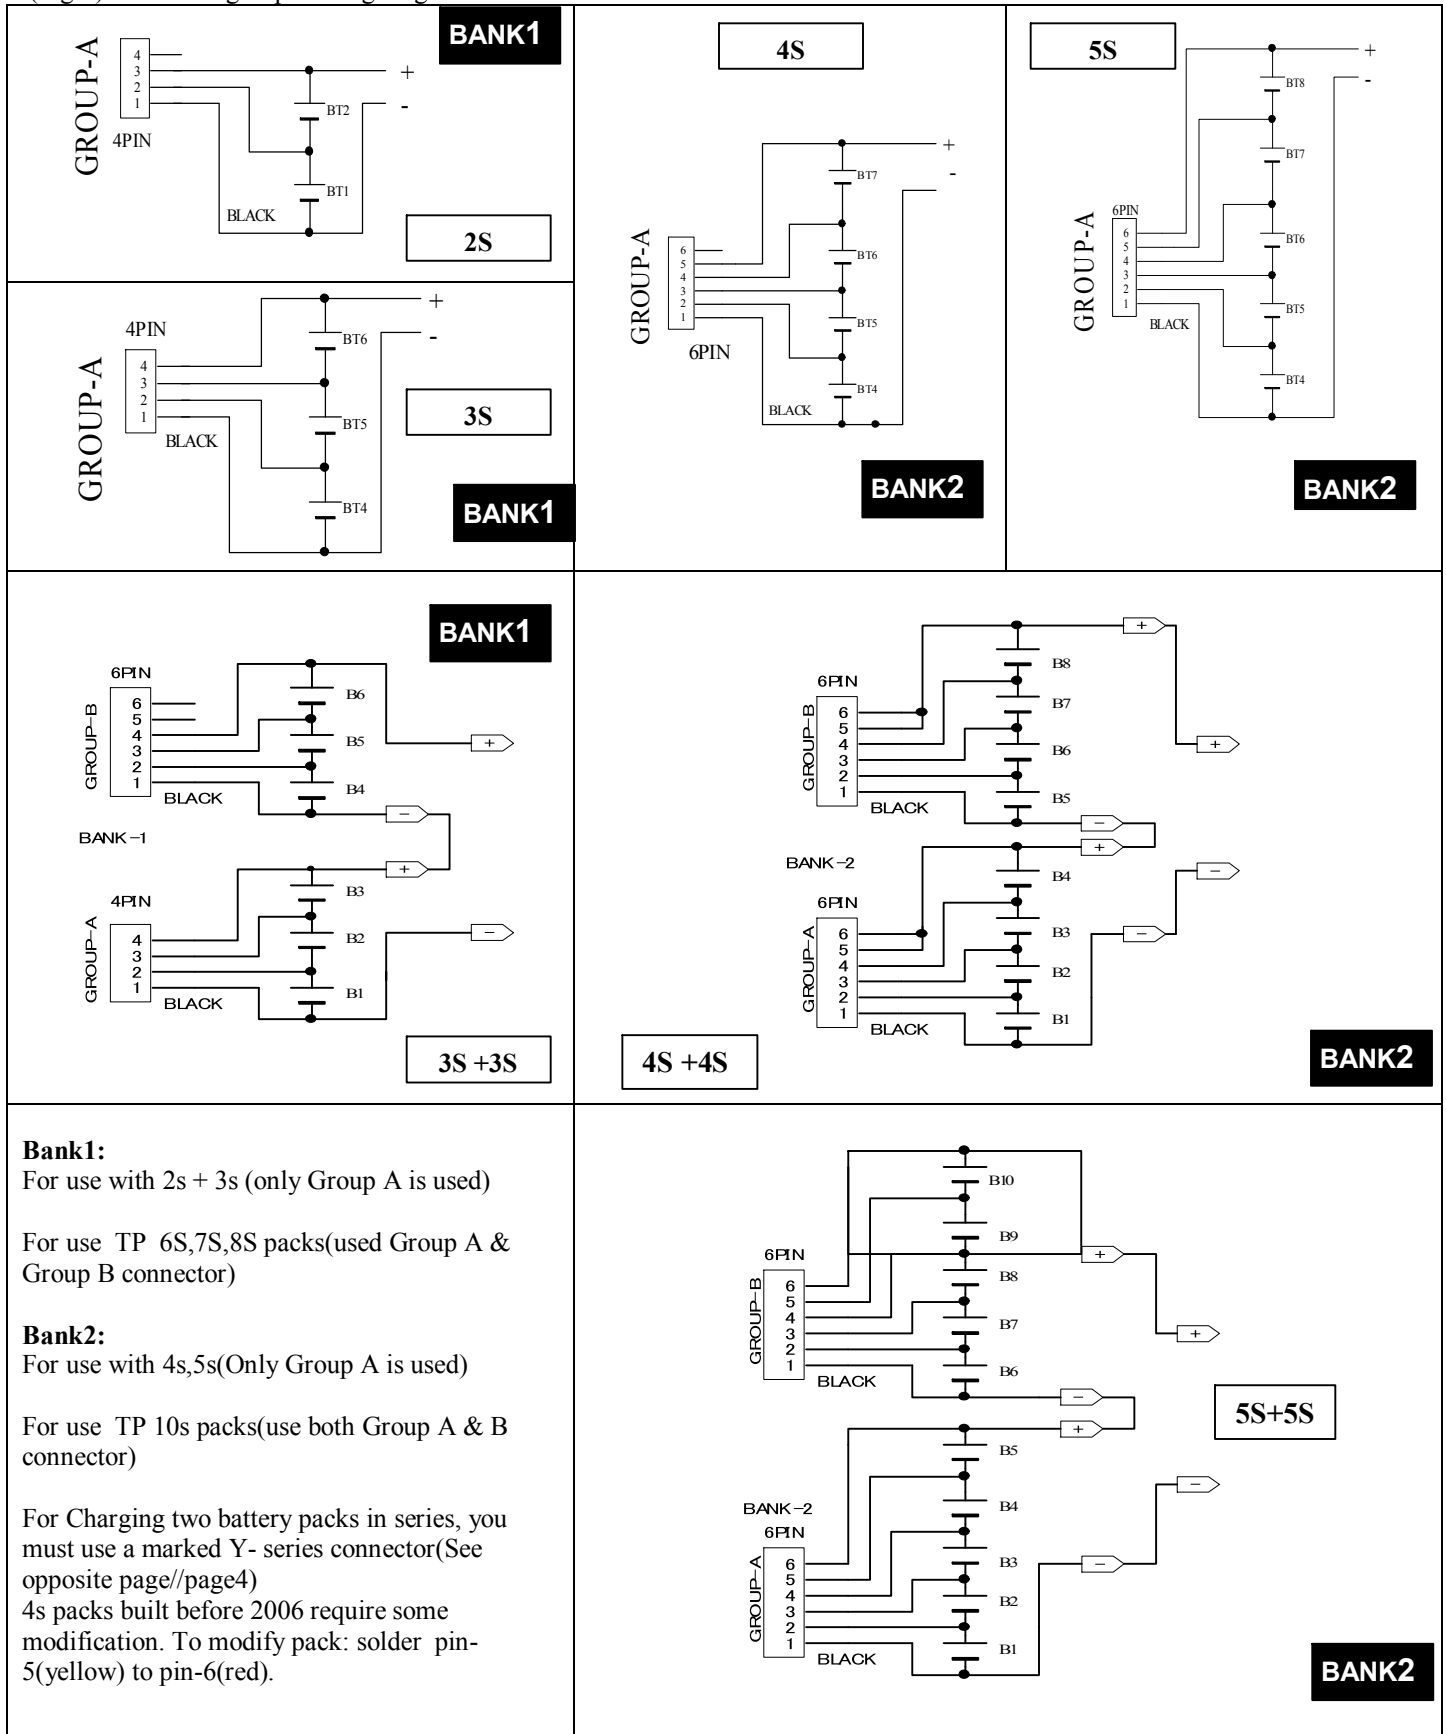 BANK1
GROUP-A
4
3
2
1
4PIN
+
-
BT2
BT1
BLACK
2S
4PIN
GROUP-A
4
3
2
1
BLACK
+
-
BT6
BT5
BT4
3S
BANK1
4S
GROUP-A
6
5
4
3
2
1
6PIN
+
-
BT7
BT6
BT5
BT4
BLACK
BANK2
5S
GROUP-A
6PIN
6
5
4
3
2
1
BLACK
+
-
BT8
BT7
BT6
BT5
BT4
BANK2
BANK1
6PIN
GROUP-B
6
5
4
3
2
1
BLACK
B6
B5
B4
+
-
BANK-1
4PIN
GROUP-A
4
3
2
1
BLACK
+
B3
B2
B1
-
3S +3S
6PIN
GROUP-B
6
5
4
3
2
1
BLACK
+
B8
B7
B6
B5
+
-
BANK-2
6PIN
GROUP-A
6
5
4
3
2
1
BLACK
+
B4
B3
B2
B1
-
-
4S +4S
BANK2
Bank1:
For use with 2s + 3s (only Group A is used)
For use TP 6S,7S,8S packs(used Group A &
Group B connector)
Bank2:
For use with 4s,5s(Only Group A is used)
For use TP 10s packs(use both Group A & B
connector)
For Charging two battery packs in series, you
must use a marked Y- series connector(See
opposite page//page4)
4s packs built before 2006 require some
modification. To modify pack: solder pin-
5(yellow) to pin-6(red).
6PIN
GROUP-B
6
5
4
3
2
1
BLACK
B10
B9
B8
B7
B6
+
+
-
5S+5S
BANK-2
6PIN
GROUP-A
6
5
4
3
2
1
BLACK
+
B5
B4
B3
B2
B1
-
-
BANK2